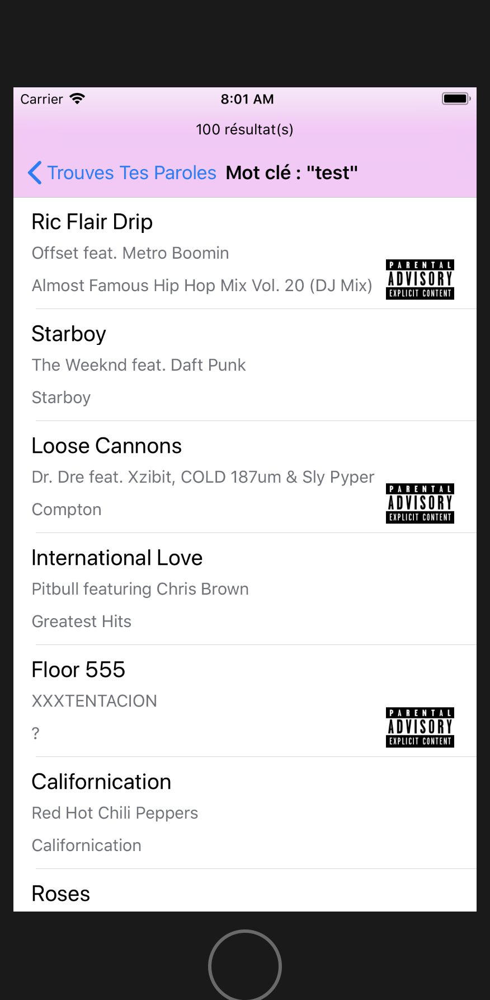 Carrier 8:01 AM
100 résultat(s)
Trouves Tes Paroles Mot clé : "test"
Ric Flair Drip
Offset feat. Metro Boomin
Almost Famous Hip Hop Mix Vol. 20 (DJ Mix)
PARENTAL
ADVISORY
EXPLICIT CONTENT
Starboy
The Weeknd feat. Daft Punk
Starboy
Loose Cannons
Dr. Dre feat. Xzibit, COLD 187um & Sly Pyper
Compton
PARENTAL
ADVISORY
EXPLICIT CONTENT
International Love
Pitbull featuring Chris Brown
Greatest Hits
Floor 555
XXXTENTACION
?
PARENTAL
ADVISORY
EXPLICIT CONTENT
Californication
Red Hot Chili Peppers
Californication
Roses